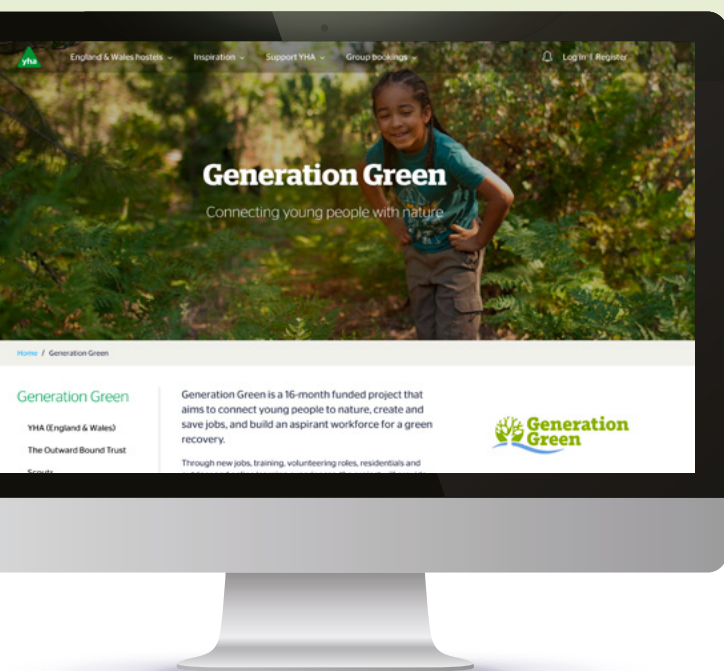 yha
England & Wales hostels
Inspiration
Support YHA
Group bookings
Log in | Register
Generation Green
Connecting young people with nature
Home / Generation Green
Generation Green
YHA (England & Wales)
The Outward Bound Trust
Scouts
Generation Green is a 16-month funded project that
aims to connect young people to nature, create and
save jobs, and build an aspirant workforce for a green
recovery.
Through new jobs, training, volunteering roles, residentials and
Generation
Green